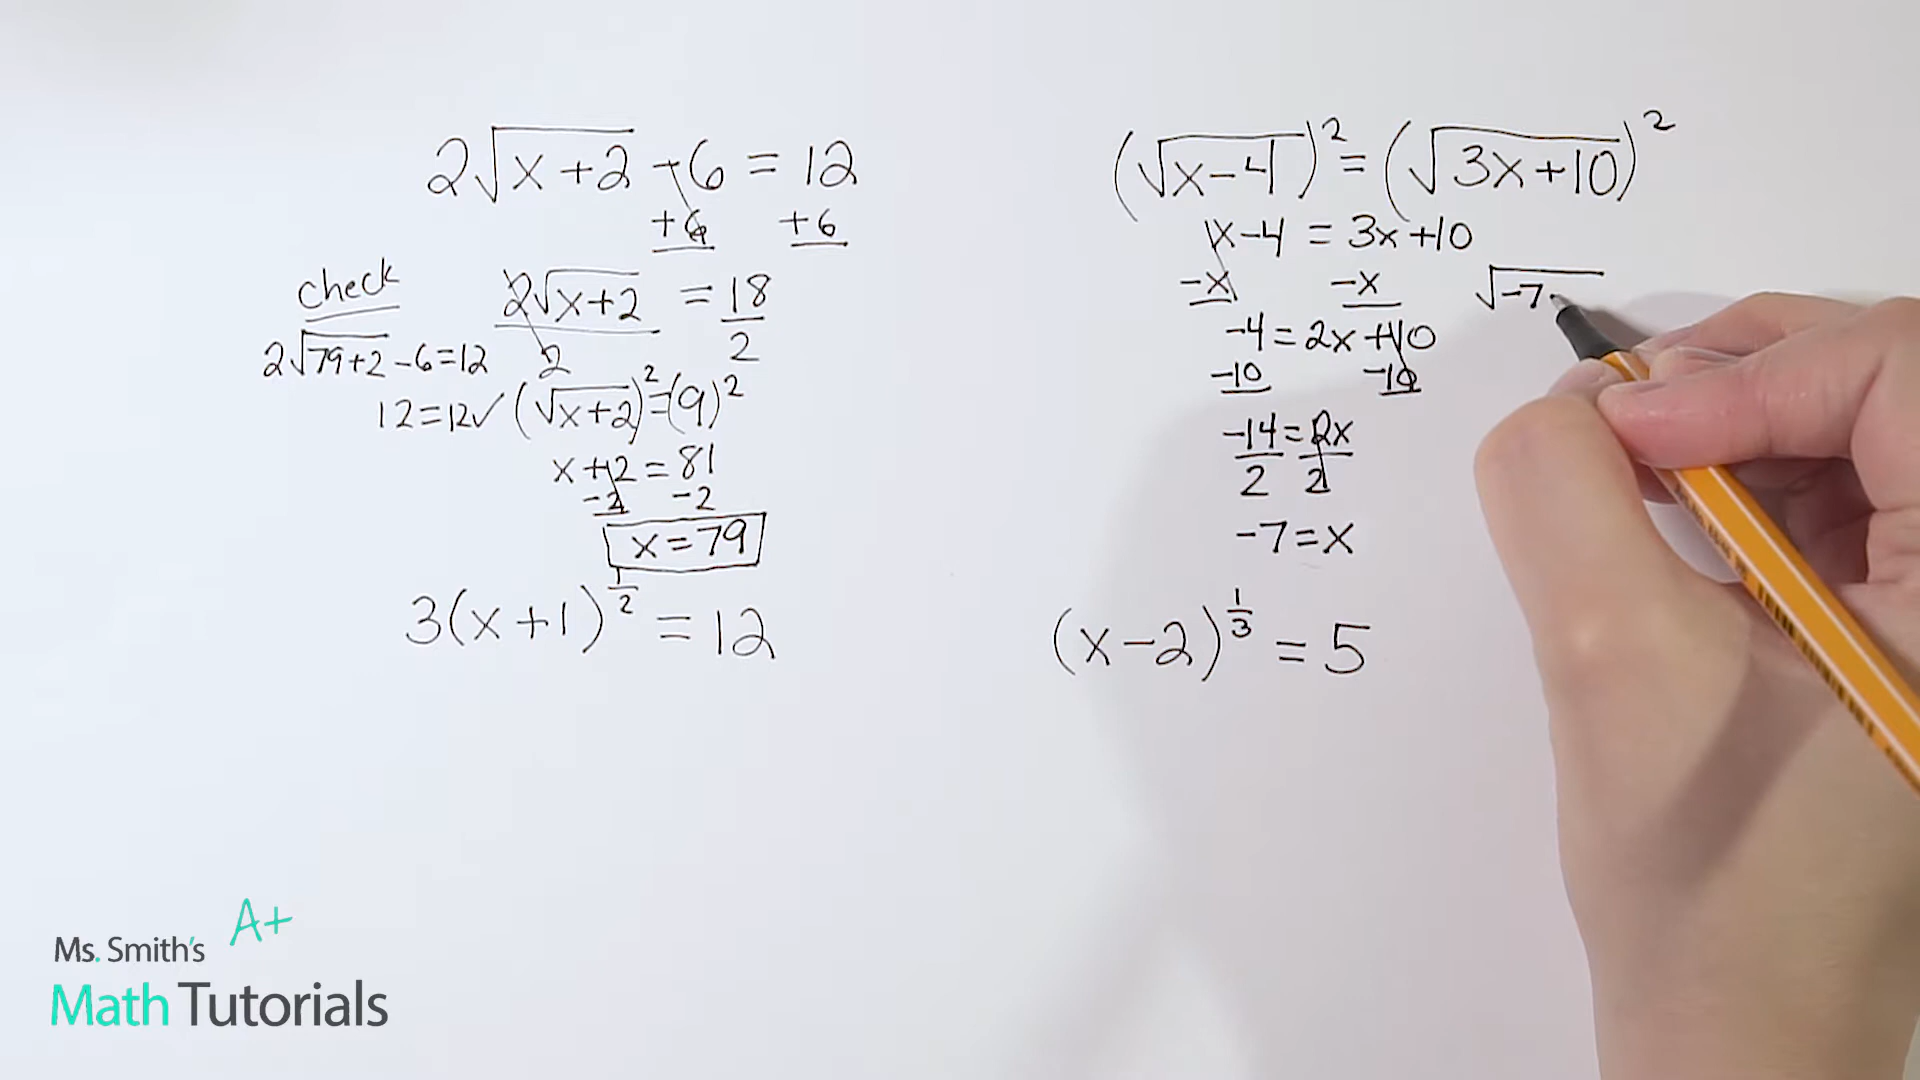 2√(x+2) - 6 = 12
+6 +6
2√(x+2) = 18
2 2
check
2√(79+2) - 6 = 12
12 = 12 ✓
(√(x+2))² = (9)²
x + 2 = 81
-2 -2
x = 79
3(x+1)^(1/2) = 12
(√(x-4))² = (√(3x+10))²
x-4 = 3x+10
-x -x
-4 = 2x+10
-10 -10
-14 = 2x
2 2
-7 = x
√-7
(x-2)^(1/3) = 5
A+
Ms. Smith's
Math Tutorials